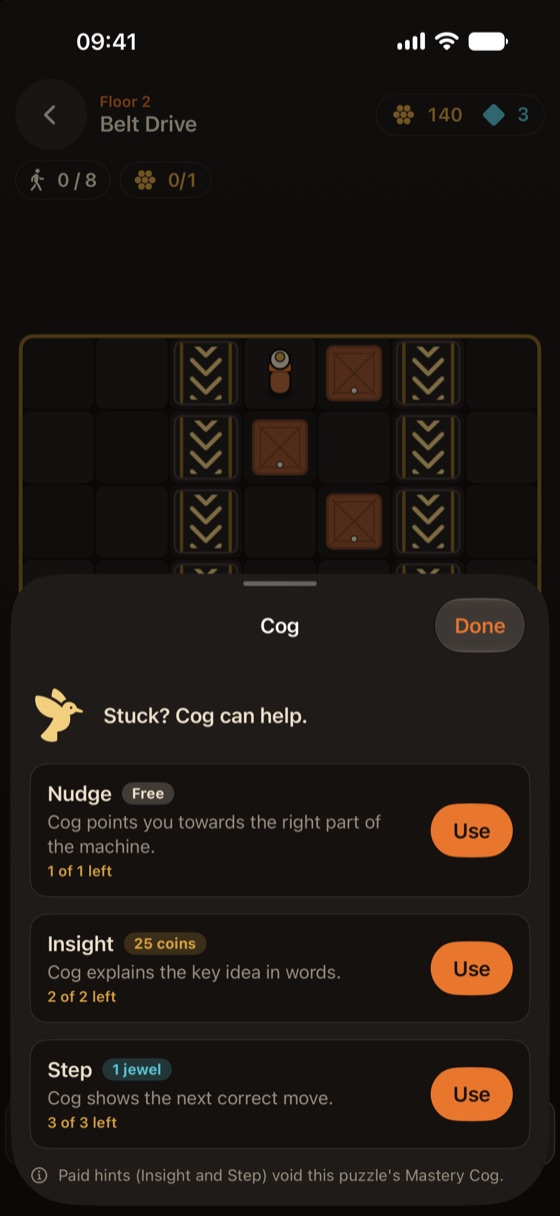 09:41
Floor 2
Belt Drive
140
3
0 / 8
0/1
Cog
Done
Stuck? Cog can help.
Nudge Free
Cog points you towards the right part of
the machine.
1 of 1 left
Use
Insight 25 coins
Cog explains the key idea in words.
2 of 2 left
Use
Step 1 jewel
Cog shows the next correct move.
3 of 3 left
Use
Paid hints (Insight and Step) void this puzzle's Mastery Cog.